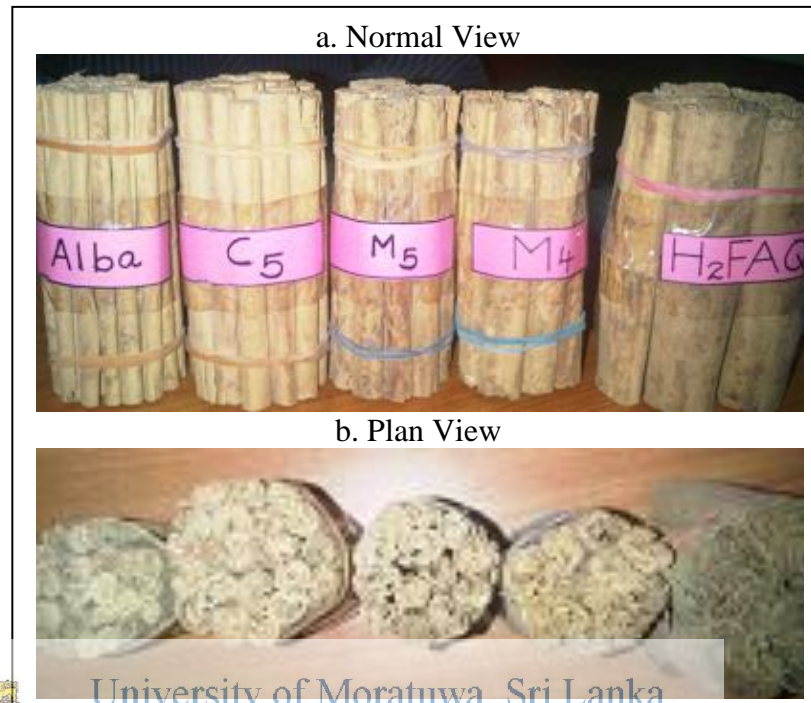 a. Normal View
Alba
C5
M5
M4
H2FAQ
b. Plan View
University of Moratuwa, Sri Lanka